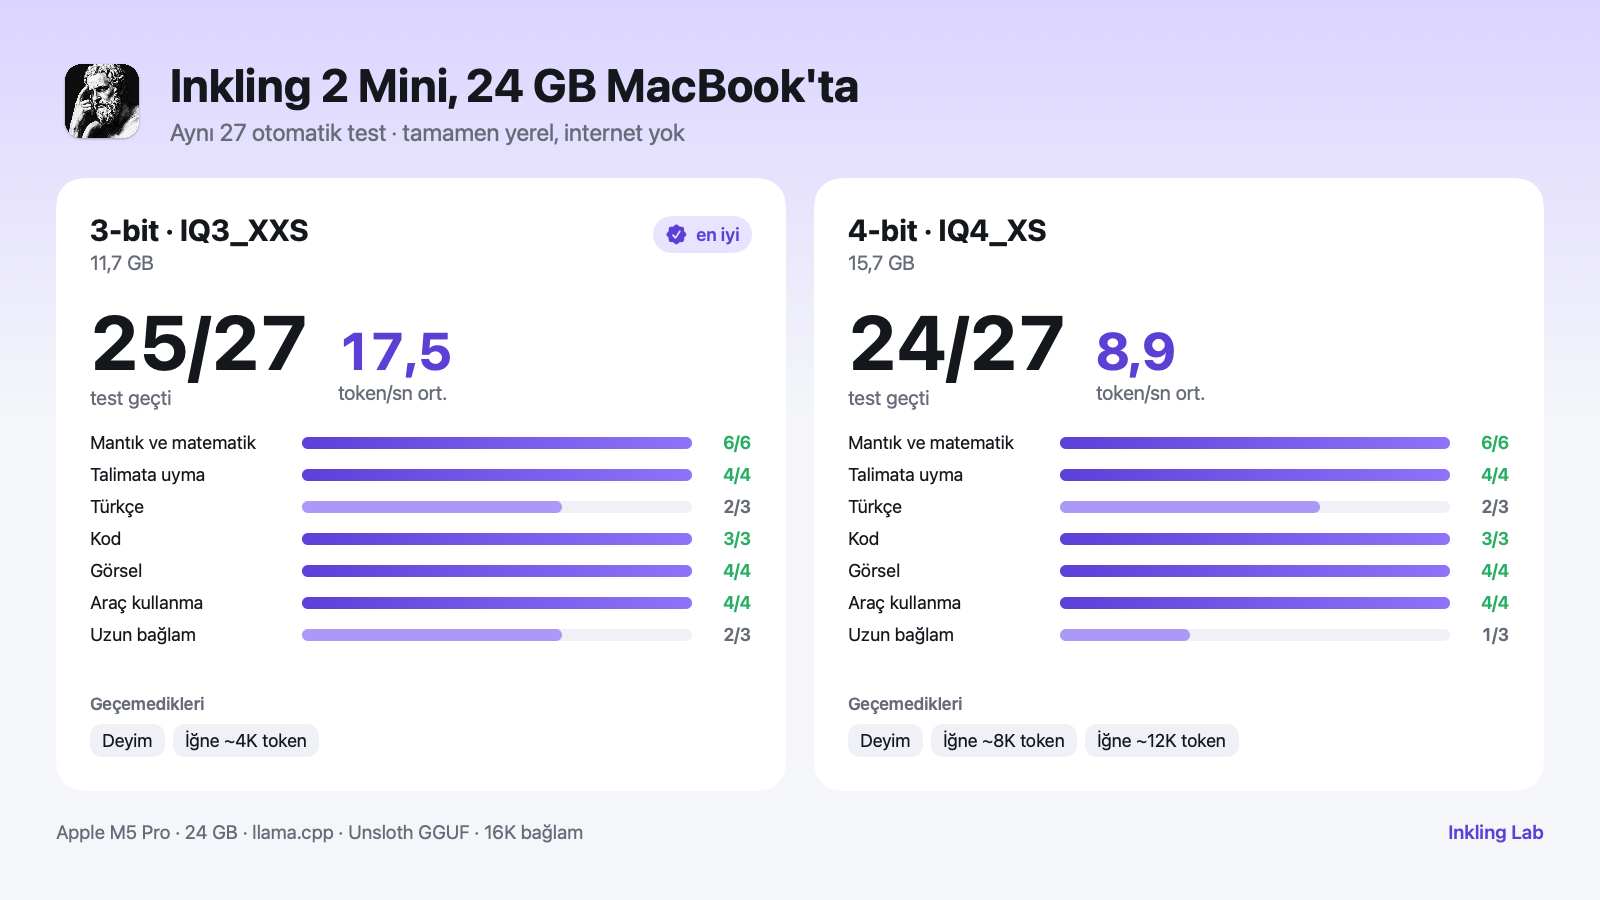 Inkling 2 Mini, 24 GB MacBook'ta
Aynı 27 otomatik test · tamamen yerel, internet yok
3-bit · IQ3_XXS
en iyi
11,7 GB
25/27
17,5
test geçti
token/sn ort.
Mantık ve matematik 6/6
Talimata uyma 4/4
Türkçe 2/3
Kod 3/3
Görsel 4/4
Araç kullanma 4/4
Uzun bağlam 2/3
Geçemedikleri
Deyim
İğne ~4K token
4-bit · IQ4_XS
15,7 GB
24/27
8,9
test geçti
token/sn ort.
Mantık ve matematik 6/6
Talimata uyma 4/4
Türkçe 2/3
Kod 3/3
Görsel 4/4
Araç kullanma 4/4
Uzun bağlam 1/3
Geçemedikleri
Deyim
İğne ~8K token
İğne ~12K token
Apple M5 Pro · 24 GB · llama.cpp · Unsloth GGUF · 16K bağlam
Inkling Lab